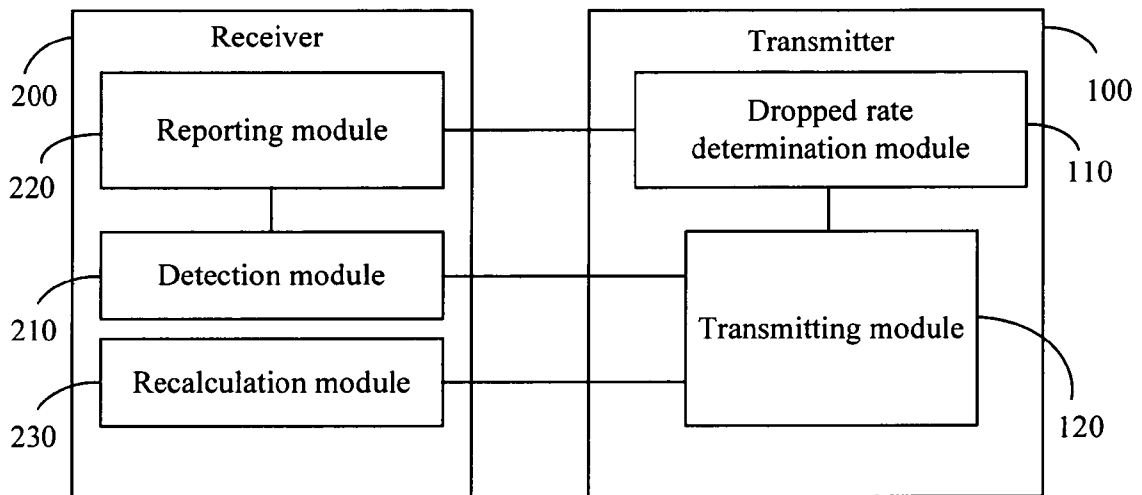 Receiver
Transmitter
200
100
Reporting module
Dropped rate
determination module
220
110
Detection module
210
Transmitting module
Recalculation module
230
120